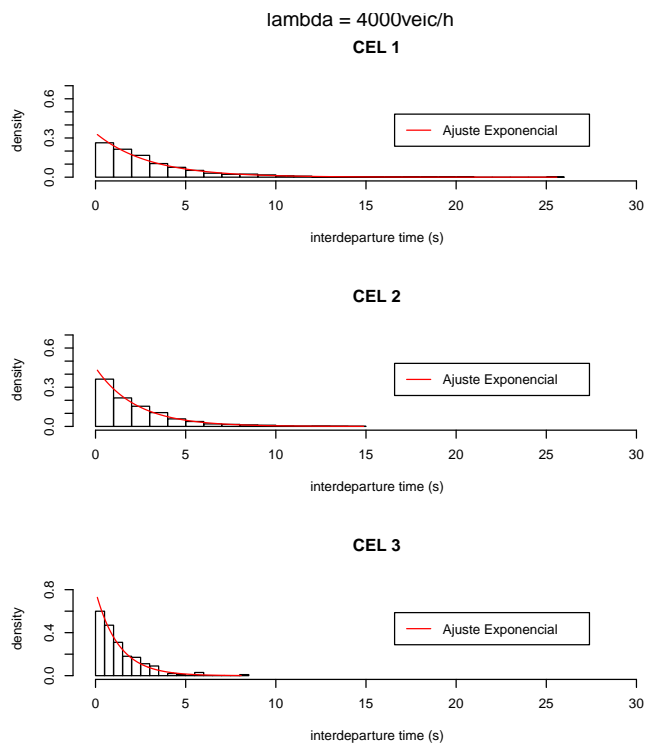 lambda = 4000veic/h
CEL 1
density
0.0 0.3 0.6
Ajuste Exponencial
0 5 10 15 20 25 30
interdeparture time (s)
CEL 2
density
0.0 0.3 0.6
Ajuste Exponencial
0 5 10 15 20 25 30
interdeparture time (s)
CEL 3
density
0.0 0.4 0.8
Ajuste Exponencial
0 5 10 15 20 25 30
interdeparture time (s)